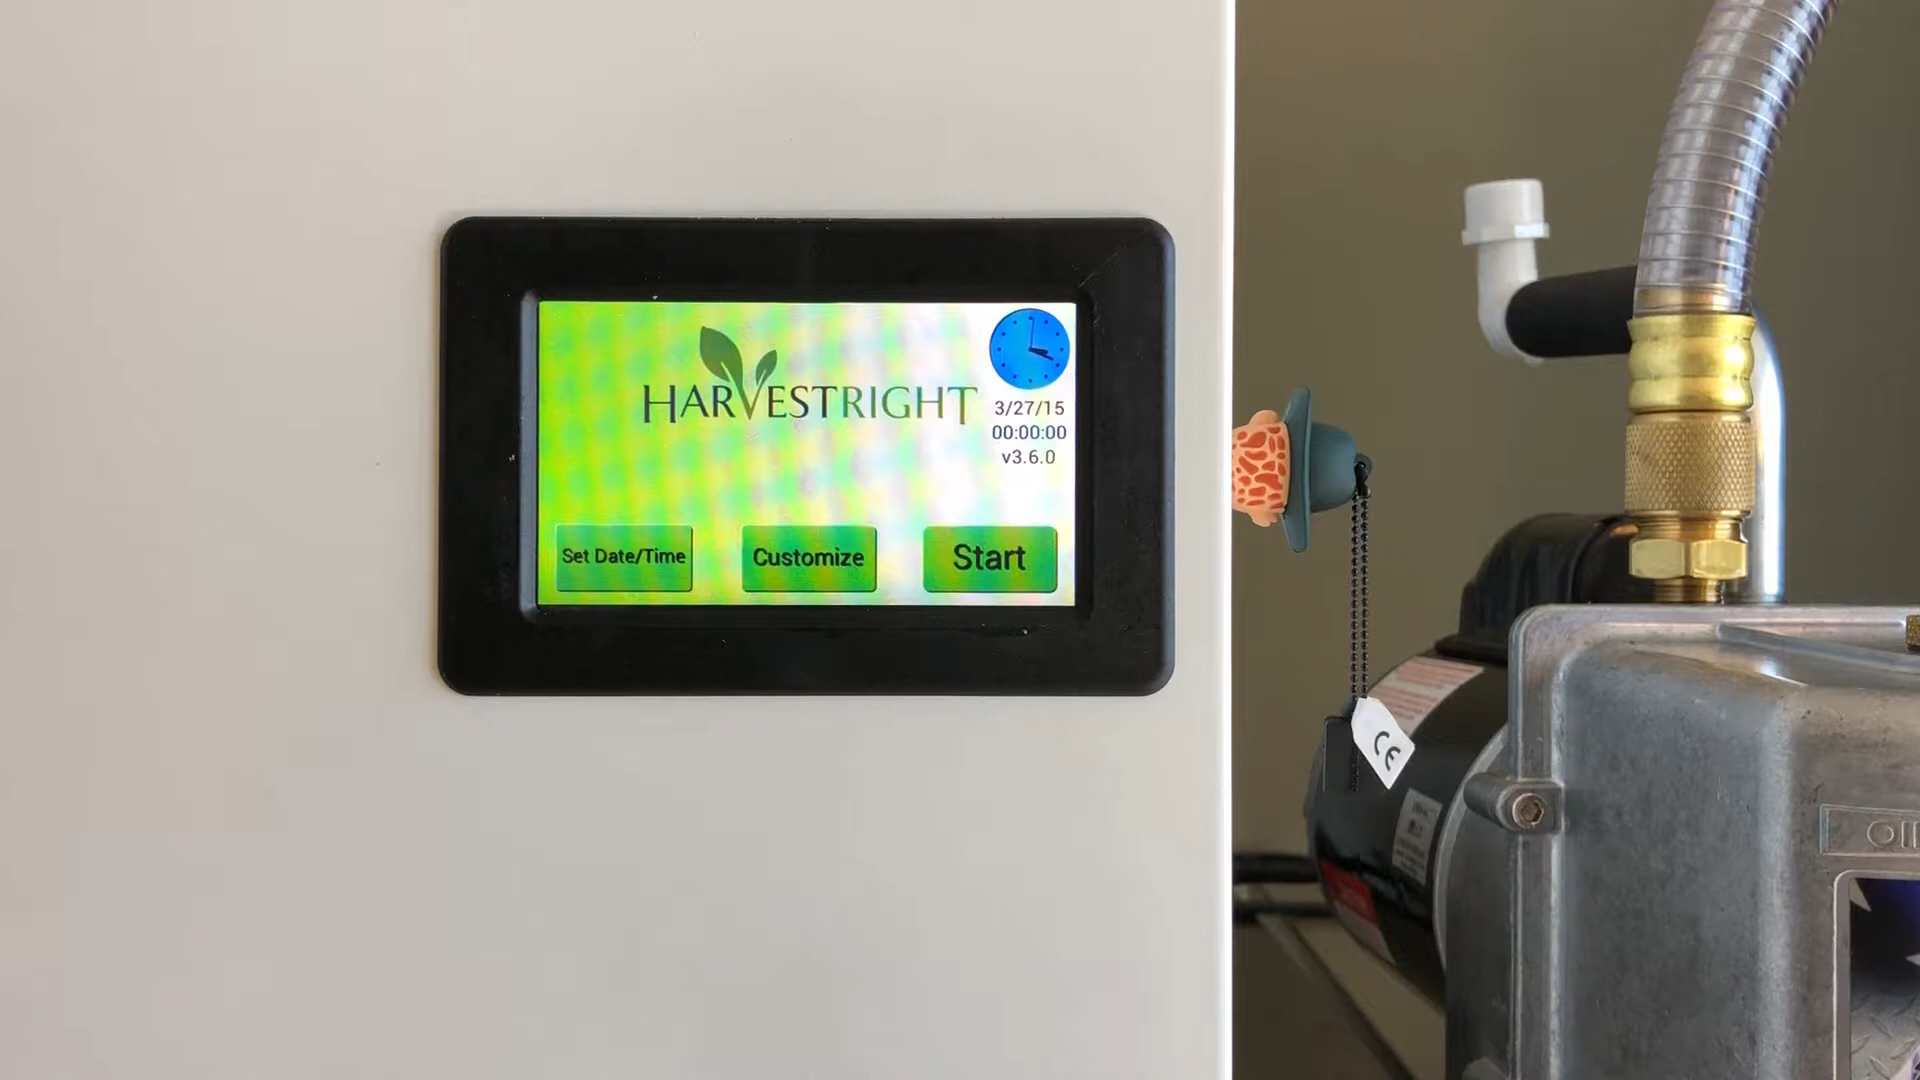 HARVESTRIGHT
3/27/15
00:00:00
v3.6.0
Set Date/Time
Customize
Start
CE